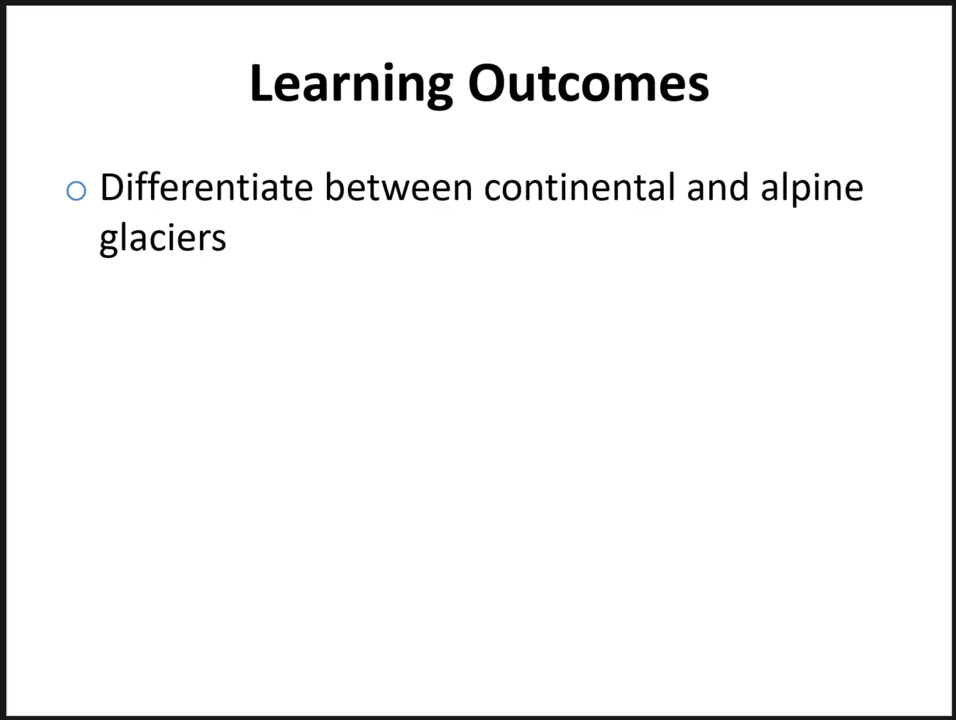 Learning Outcomes
Differentiate between continental and alpine
glaciers